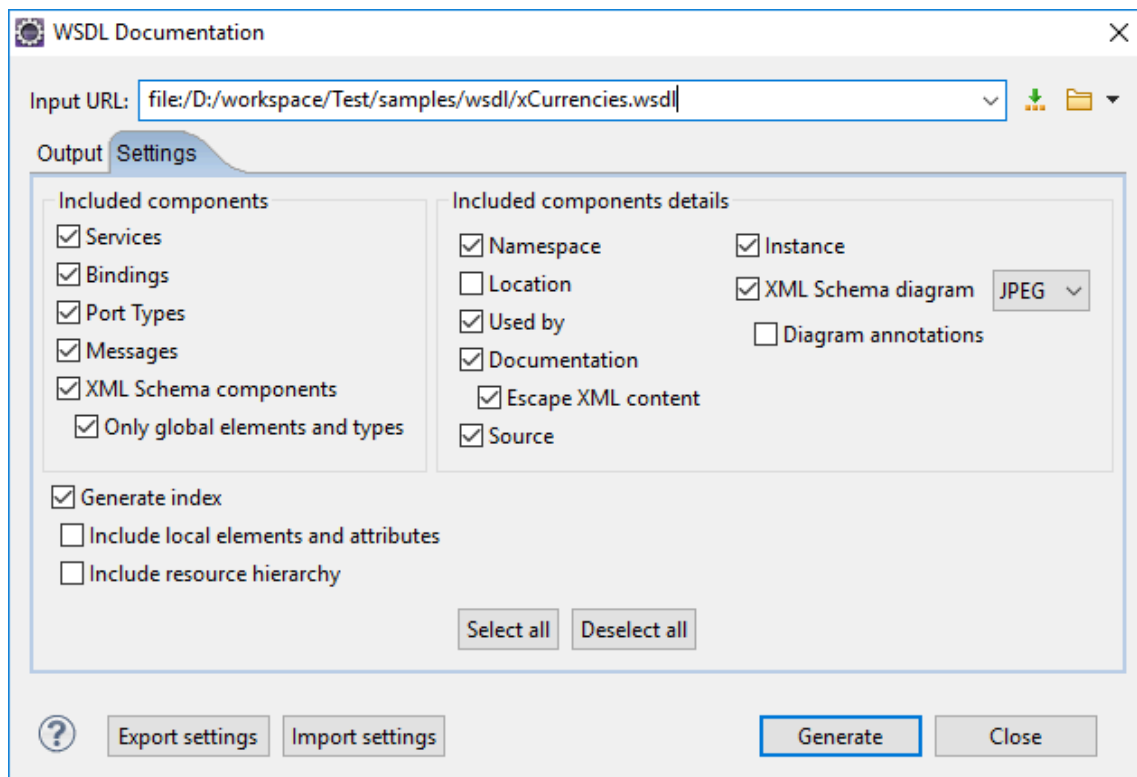 WSDL Documentation
Input URL: file:/D:/workspace/Test/samples/wsdl/xCurrencies.wsdl
Output Settings
Included components
Services
Bindings
Port Types
Messages
XML Schema components
Only global elements and types
Included components details
Namespace
Location
Used by
Documentation
Escape XML content
Source
Instance
XML Schema diagram JPEG
Diagram annotations
Generate index
Include local elements and attributes
Include resource hierarchy
Select all Deselect all
? Export settings Import settings Generate Close